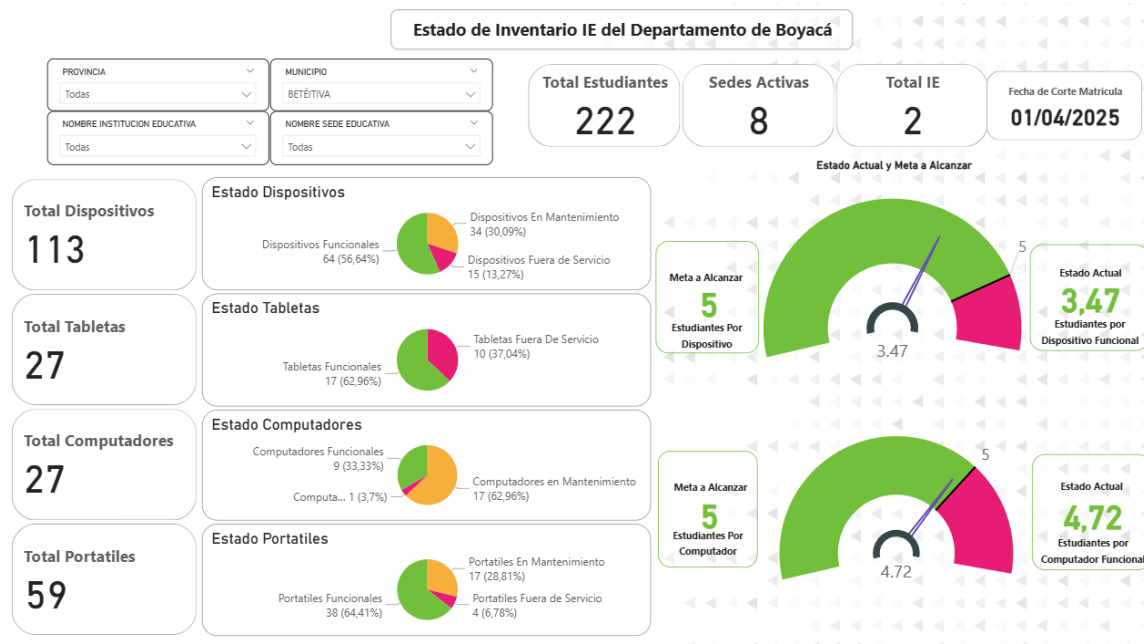 Estado de Inventario IE del Departamento de Boyacá
PROVINCIA
Todas
MUNICIPIO
BETÉITIVA
NOMBRE INSTITUCION EDUCATIVA
Todas
NOMBRE SEDE EDUCATIVA
Todas
Total Estudiantes
222
Sedes Activas
8
Total IE
2
Fecha de Corte Matricula
01/04/2025
Total Dispositivos
113
Estado Dispositivos
Dispositivos Funcionales
64 (56,64%)
Dispositivos En Mantenimiento
34 (30,09%)
Dispositivos Fuera de Servicio
15 (13,27%)
Total Tabletas
27
Estado Tabletas
Tabletas Funcionales
17 (62,96%)
Tabletas Fuera De Servicio
10 (37,04%)
Total Computadores
27
Estado Computadores
Computadores Funcionales
9 (33,33%)
Computa... 1 (3,7%)
Computadores en Mantenimiento
17 (62,96%)
Total Portatiles
59
Estado Portatiles
Portatiles Funcionales
38 (64,41%)
Portatiles En Mantenimiento
17 (28,81%)
Portatiles Fuera de Servicio
4 (6,78%)
Estado Actual y Meta a Alcanzar
Meta a Alcanzar
5
Estudiantes Por
Dispositivo
5
3.47
Estado Actual
3,47
Estudiantes por
Dispositivo Funcional
Meta a Alcanzar
5
Estudiantes Por
Computador
5
4.72
Estado Actual
4,72
Estudiantes por
Computador Funcional